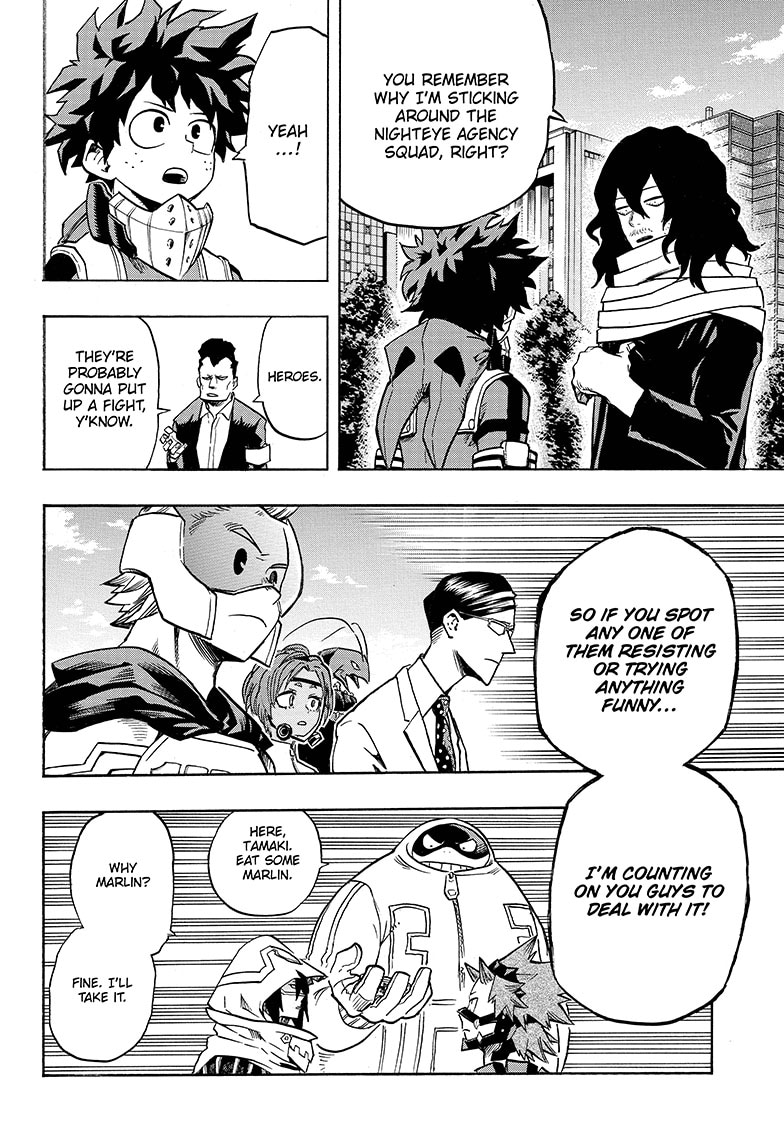 YOU REMEMBER
WHY I'M STICKING
AROUND THE
NIGHTEYE AGENCY
SQUAD, RIGHT?
YEAH
...!
HEROES.
THEY'RE
PROBABLY
GONNA PUT
UP A FIGHT,
Y'KNOW.
SO IF YOU SPOT
ANY ONE OF
THEM RESISTING
OR TRYING
ANYTHING
FUNNY...
I'M COUNTING
ON YOU GUYS TO
DEAL WITH IT!
HERE,
TAMAKI.
EAT SOME
MARLIN.
WHY
MARLIN?
FINE. I'LL
TAKE IT.